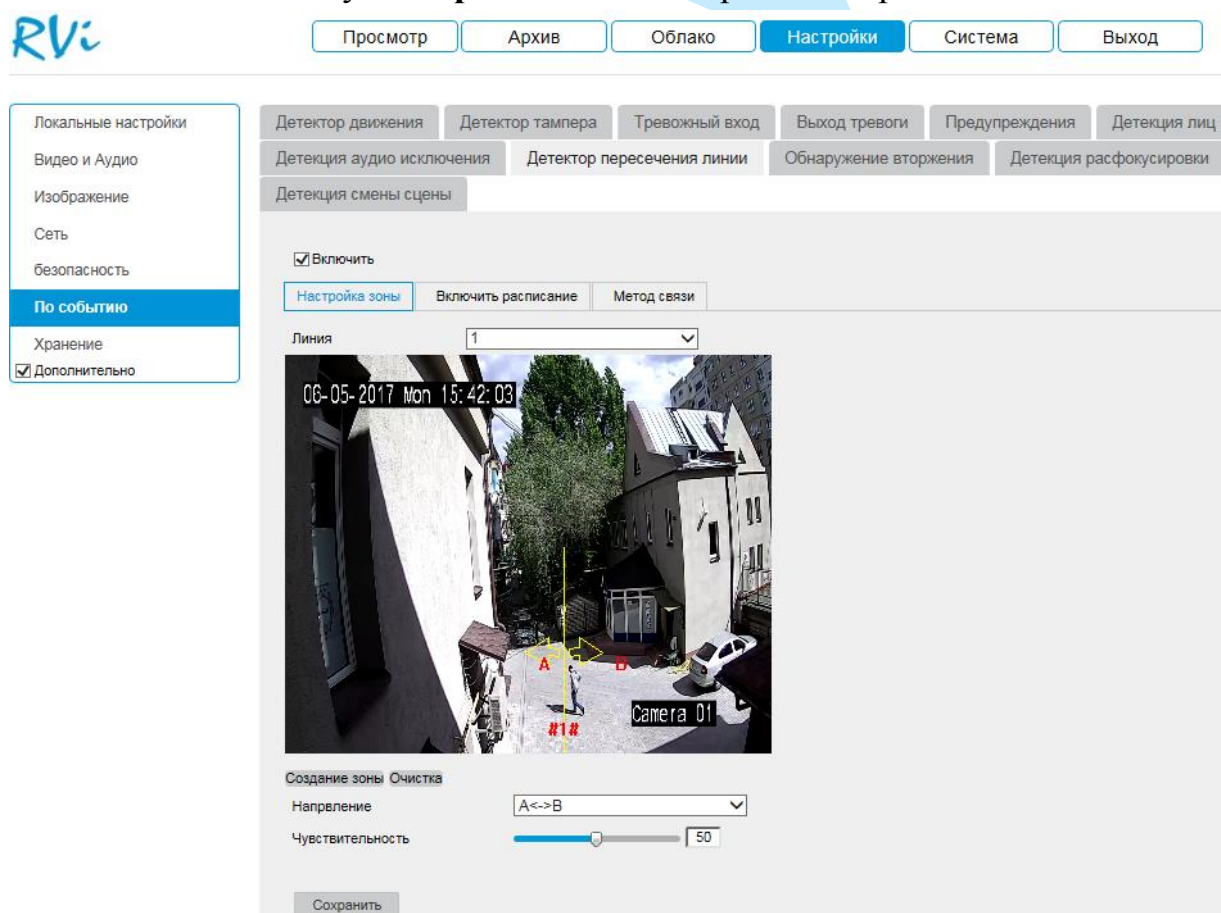 RVi
Просмотр Архив Облако Настройки Система Выход
Локальные настройки
Видео и Аудио
Изображение
Сеть
безопасность
По событию
Хранение
Дополнительно
Детектор движения Детектор тампера Тревожный вход Выход тревоги Предупреждения Детекция лиц
Детекция аудио исключения Детектор пересечения линии Обнаружение вторжения Детекция расфокусировки
Детекция смены сцены
Включить
Настройка зоны Включить расписание Метод связи
Линия 1
06-05-2017 Mon 15:42:03
A B
Camera 01
#1#
Создание зоны Очистка
Напрвление A<->B
Чувствительность 50
Сохранить